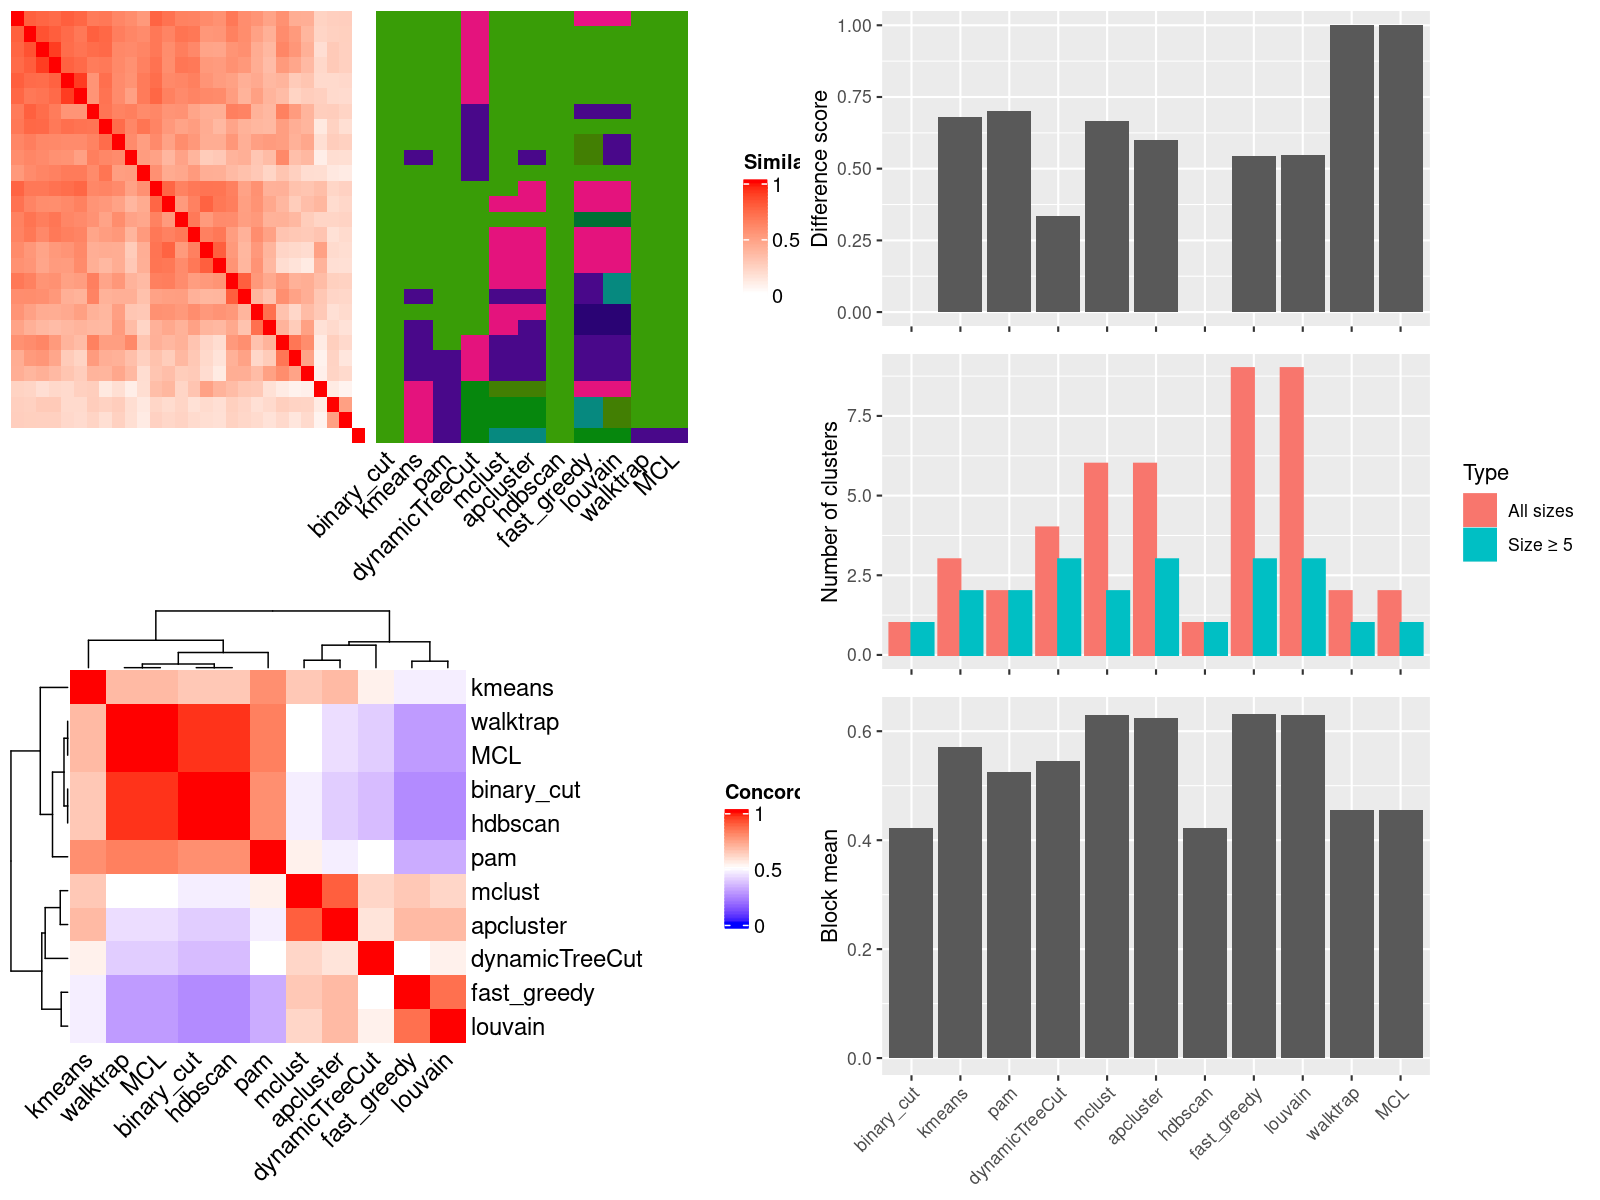 Simila
1
0.5
0
binary_cut
kmeans
pam
dynamicTreeCut
mclust
apcluster
hdbscan
fast_greedy
louvain
walktrap
MCL
kmeans
walktrap
MCL
binary_cut
hdbscan
pam
mclust
apcluster
dynamicTreeCut
fast_greedy
louvain
kmeans
walktrap
MCL
binary_cut
hdbscan
pam
mclust
apcluster
dynamicTreeCut
fast_greedy
louvain
Concord
1
0.5
0
Difference score
1.00
0.75
0.50
0.25
0.00
Number of clusters
7.5
5.0
2.5
0.0
Type
All sizes
Size ≥ 5
Block mean
0.6
0.4
0.2
0.0
binary_cut
kmeans
pam
dynamicTreeCut
mclust
apcluster
hdbscan
fast_greedy
louvain
walktrap
MCL